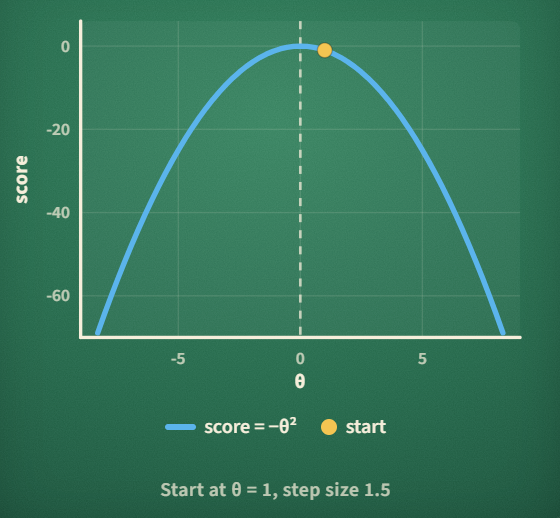 0
-20
-40
-60
score
-5 0 5
θ
score = −θ² start
Start at θ = 1, step size 1.5